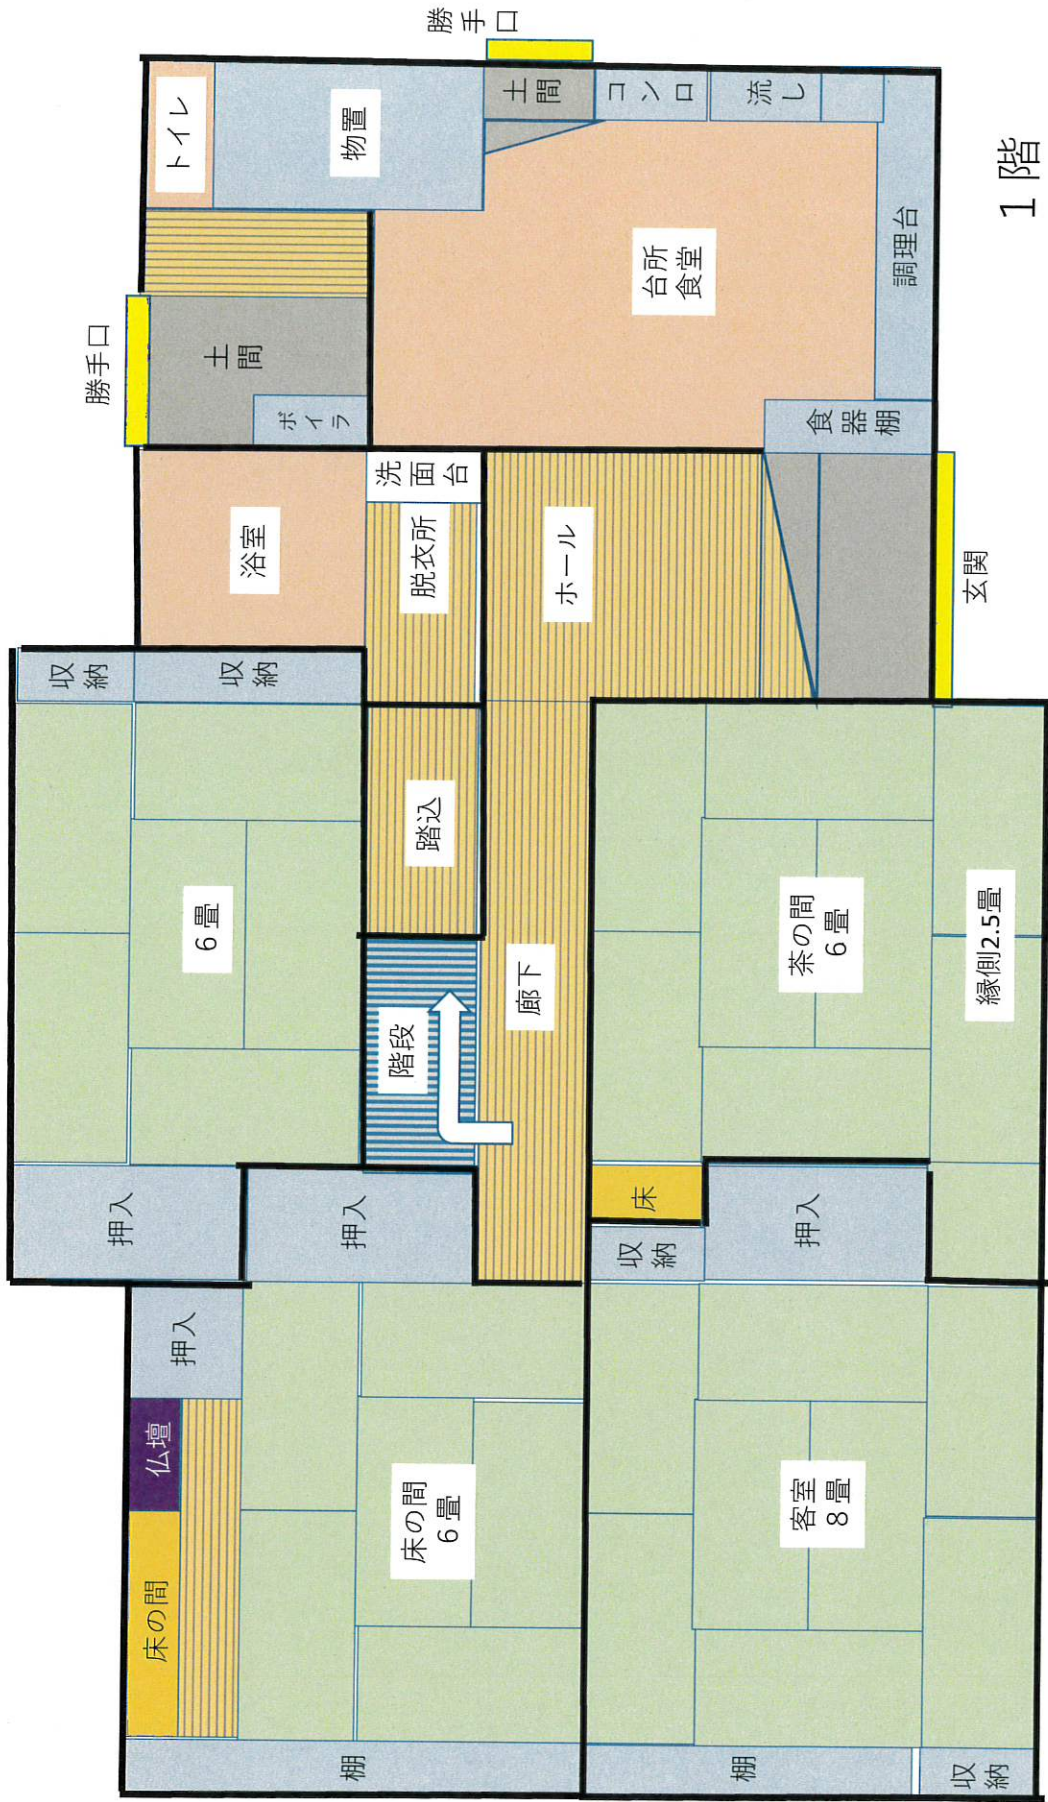 勝手口
勝手口
トイレ
物置
土間
コンロ
流し
土間
ボイラ
台所
食堂
調理台
食器棚
1階
浴室
洗面台
脱衣所
ホール
玄関
収納
収納
6畳
踏込
階段
廊下
茶の間
6畳
縁側2.5畳
押入
押入
床
収納
押入
押入
仏壇
床の間
床の間
6畳
客室
8畳
棚
棚
収納